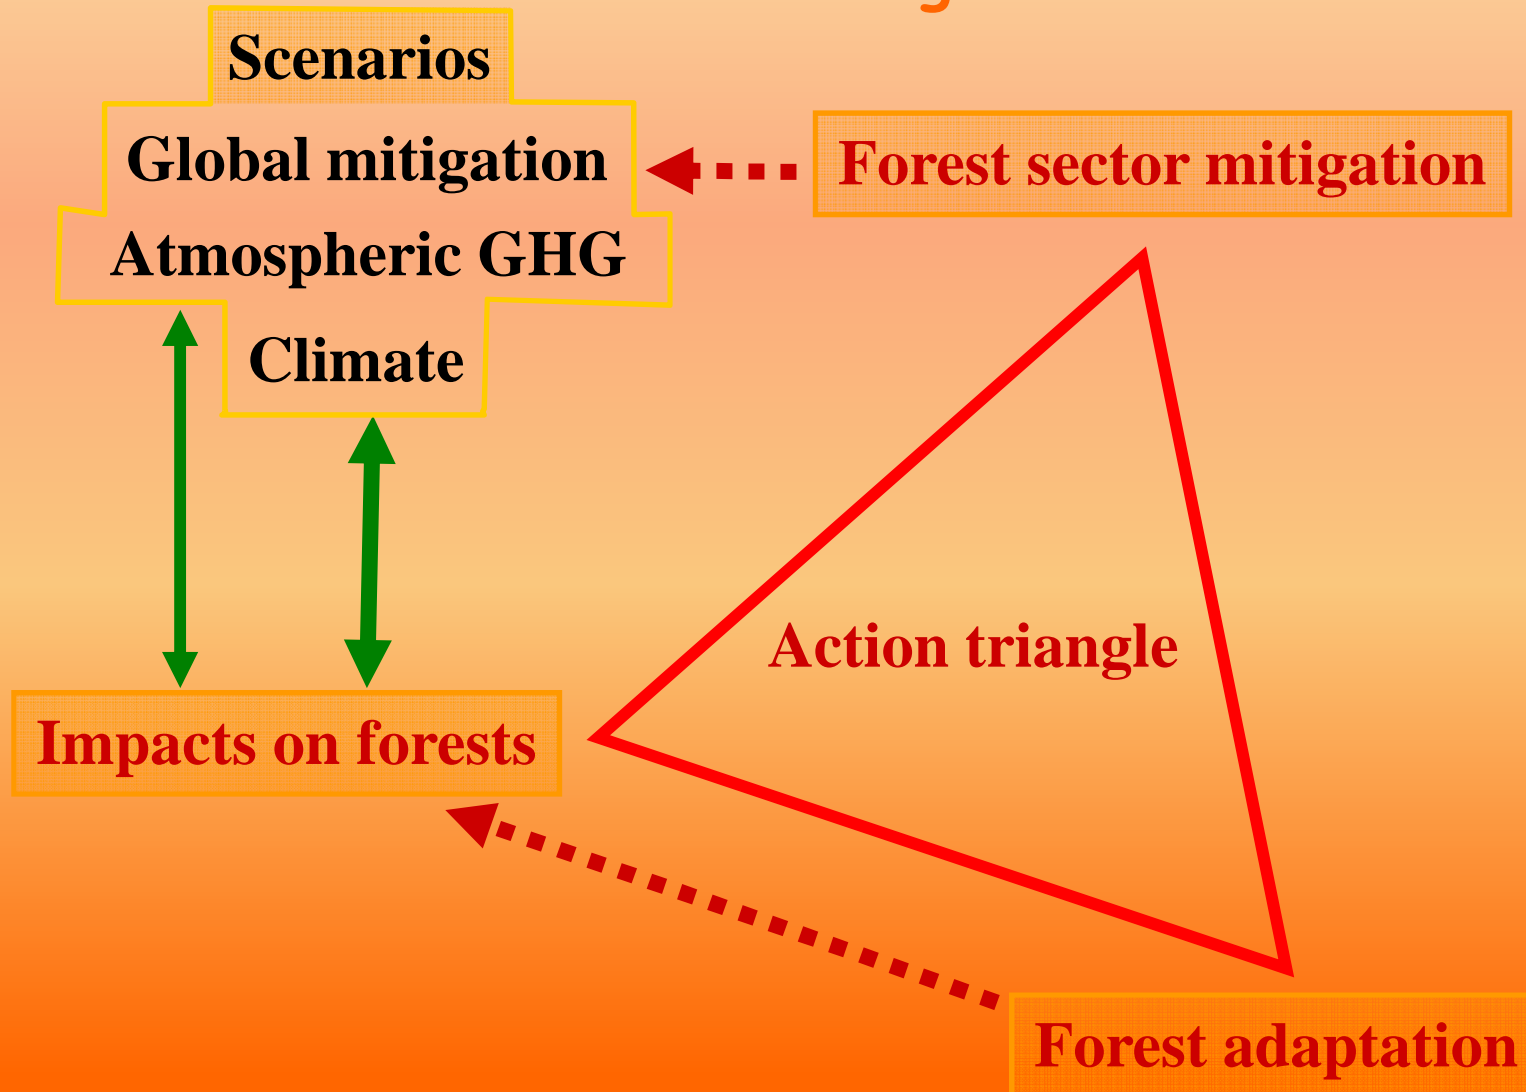 Scenarios
Global mitigation
Atmospheric GHG
Climate
Forest sector mitigation
Action triangle
Impacts on forests
Forest adaptation